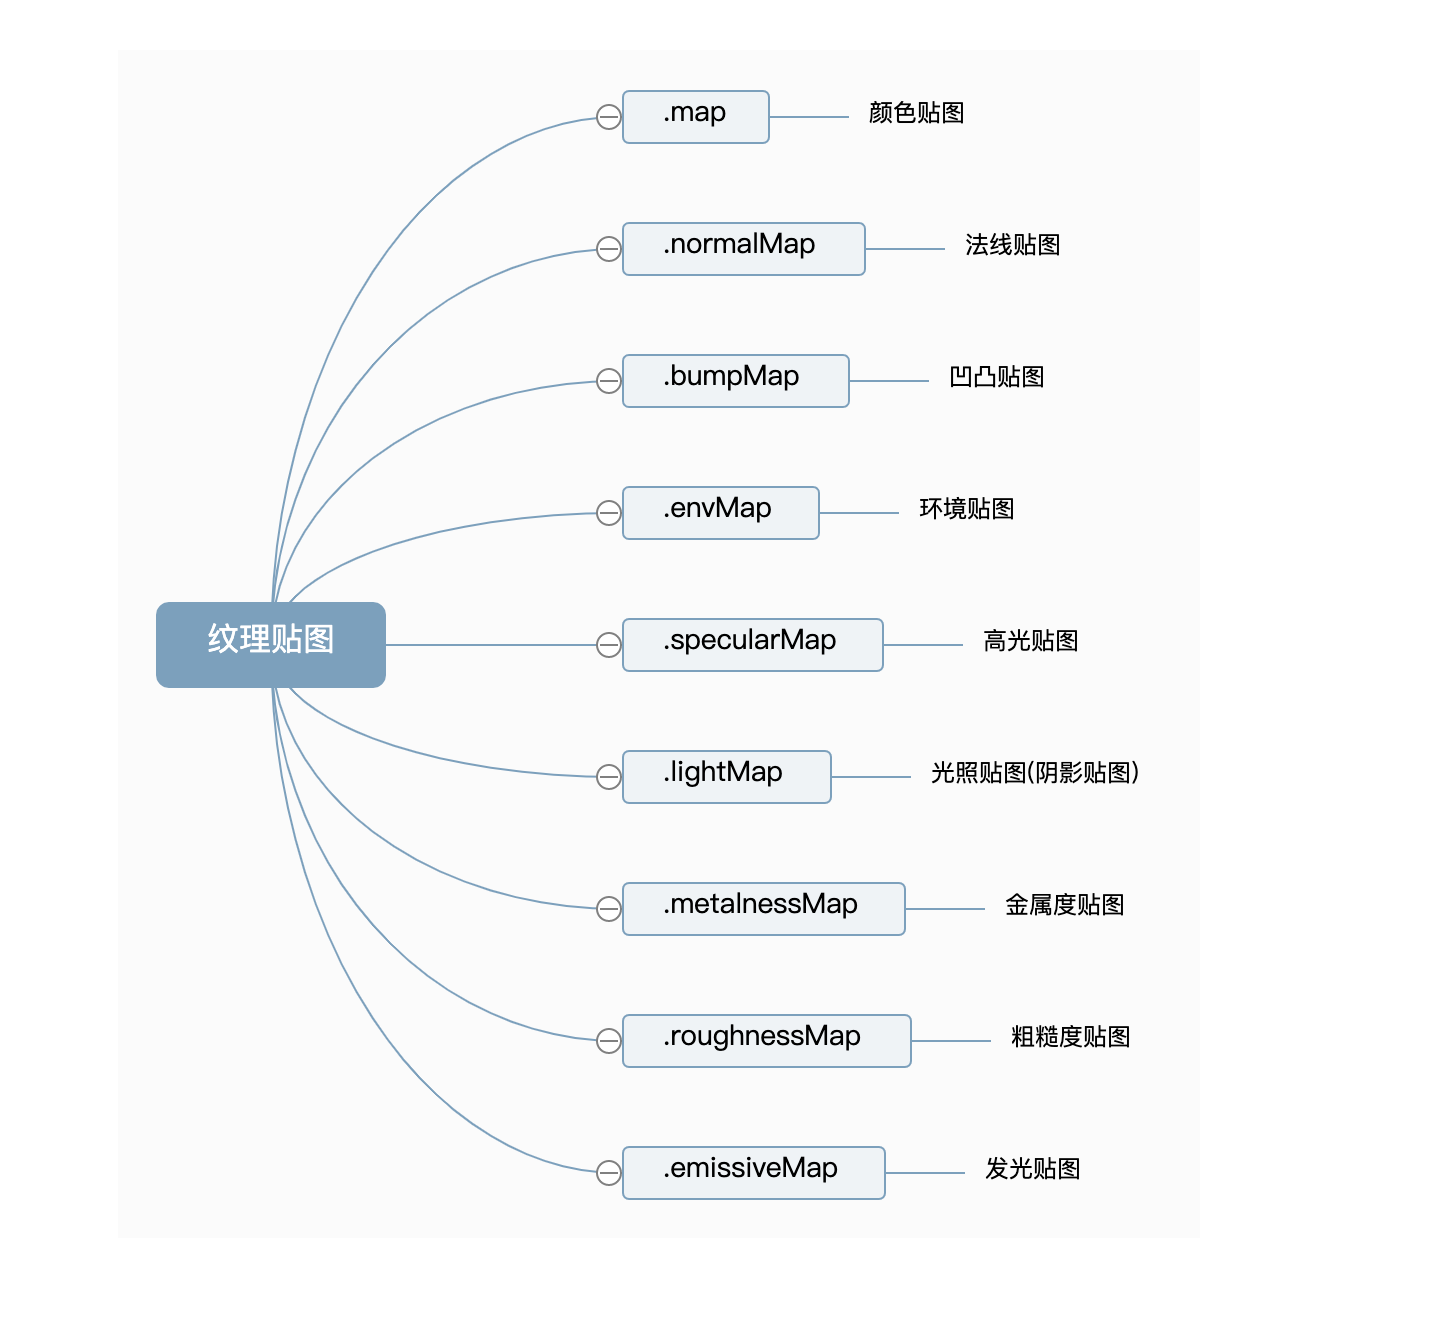 .map
颜色贴图
.normalMap
法线贴图
.bumpMap
凹凸贴图
.envMap
环境贴图
纹理贴图
.specularMap
高光贴图
.lightMap
光照贴图(阴影贴图)
.metalnessMap
金属度贴图
.roughnessMap
粗糙度贴图
.emissiveMap
发光贴图